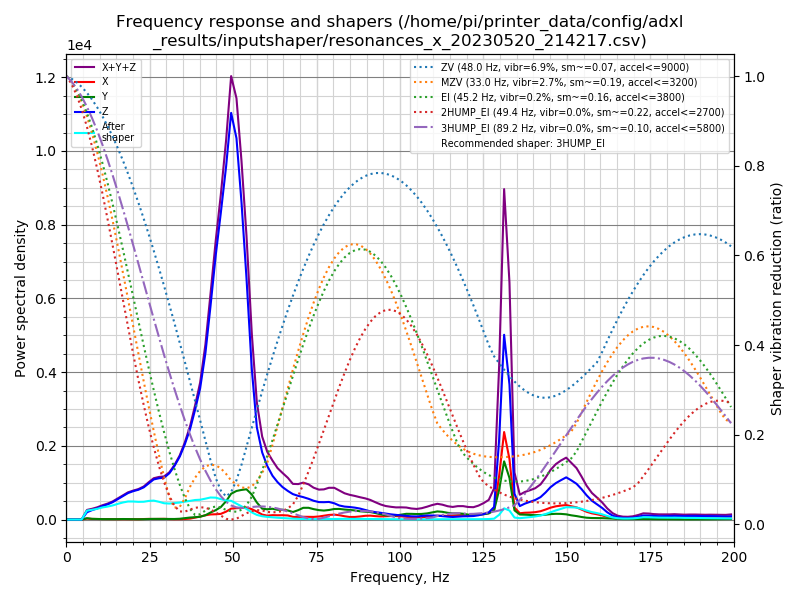 Frequency response and shapers (/home/pi/printer_data/config/adxl
_results/inputshaper/resonances_x_20230520_214217.csv)
1e4
X+Y+Z
X
Y
Z
After
shaper
ZV (48.0 Hz, vibr=6.9%, sm~=0.07, accel<=9000)
MZV (33.0 Hz, vibr=2.7%, sm~=0.19, accel<=3200)
EI (45.2 Hz, vibr=0.2%, sm~=0.16, accel<=3800)
2HUMP_EI (49.4 Hz, vibr=0.0%, sm~=0.22, accel<=2700)
3HUMP_EI (89.2 Hz, vibr=0.0%, sm~=0.10, accel<=5800)
Recommended shaper: 3HUMP_EI
Power spectral density
1.2
1.0
0.8
0.6
0.4
0.2
0.0
1.0
0.8
0.6
0.4
0.2
0.0
Shaper vibration reduction (ratio)
0 25 50 75 100 125 150 175 200
Frequency, Hz